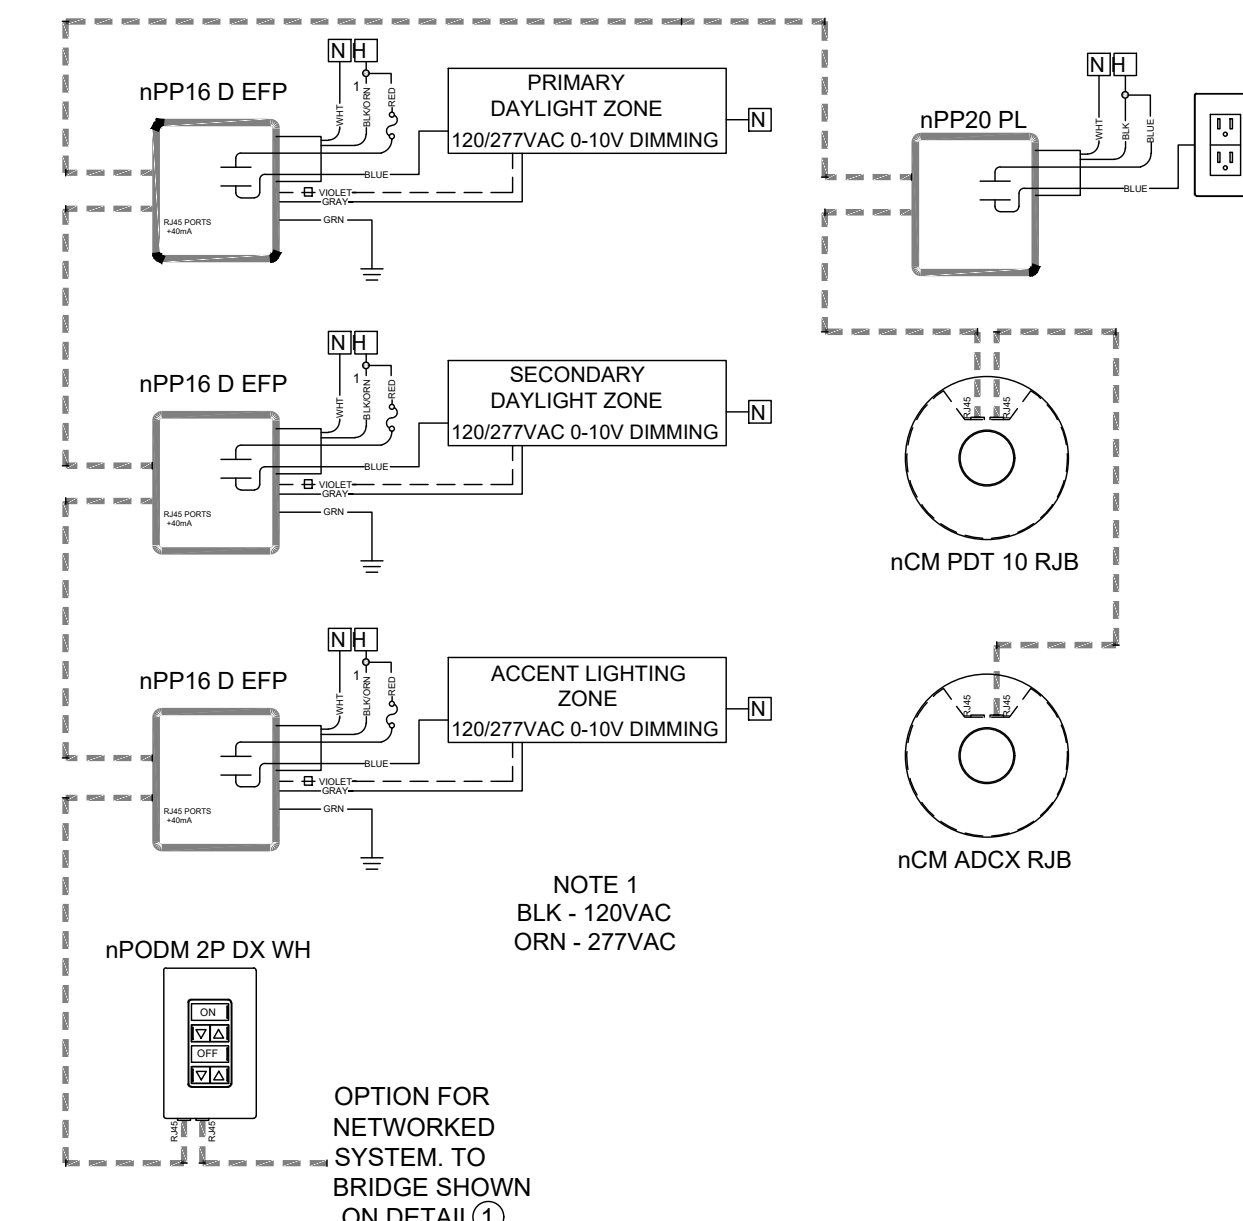 nPP16 D EFP
N H
1
WHT
BLK/ORN
RED
PRIMARY
DAYLIGHT ZONE
120/277VAC 0-10V DIMMING
N
BLUE
VIOLET
GRAY
GRN
RJ45 PORTS
+40mA
nPP20 PL
N H
WHT
BLK
BLUE
BLUE
nPP16 D EFP
N H
1
WHT
BLK/ORN
RED
SECONDARY
DAYLIGHT ZONE
120/277VAC 0-10V DIMMING
N
BLUE
VIOLET
GRAY
GRN
RJ45 PORTS
+40mA
RJ45
RJ45
nCM PDT 10 RJB
nPP16 D EFP
N H
1
WHT
BLK/ORN
RED
ACCENT LIGHTING
ZONE
120/277VAC 0-10V DIMMING
N
BLUE
VIOLET
GRAY
GRN
RJ45 PORTS
+40mA
RJ45
RJ45
nCM ADCX RJB
NOTE 1
BLK - 120VAC
ORN - 277VAC
nPODM 2P DX WH
ON
OFF
RJ45
RJ45
OPTION FOR
NETWORKED
SYSTEM. TO
BRIDGE SHOWN
ON DETAIL 1